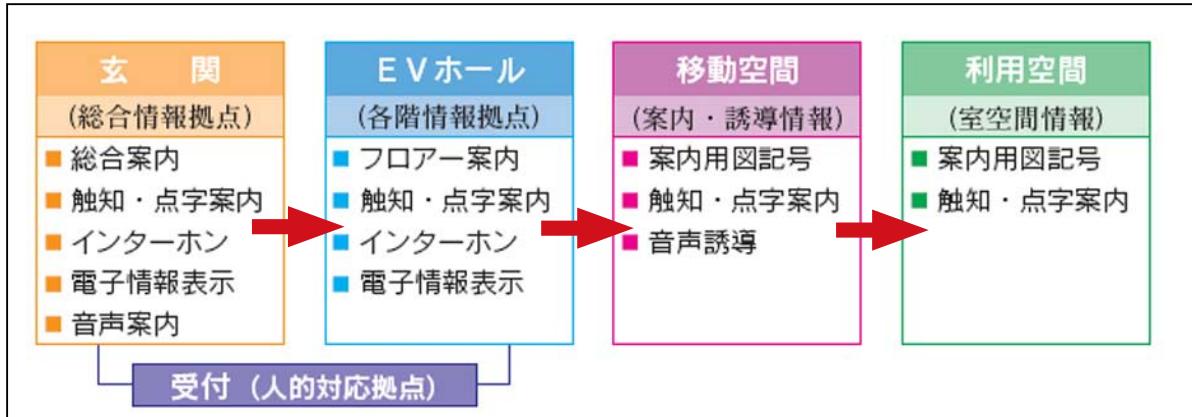 玄　関
(総合情報拠点)
■ 総合案内
■ 触知・点字案内
■ インターホン
■ 電子情報表示
■ 音声案内
ＥＶホール
(各階情報拠点)
■ フロアー案内
■ 触知・点字案内
■ インターホン
■ 電子情報表示
移動空間
(案内・誘導情報)
■ 案内用図記号
■ 触知・点字案内
■ 音声誘導
利用空間
(室空間情報)
■ 案内用図記号
■ 触知・点字案内
受付（人的対応拠点）